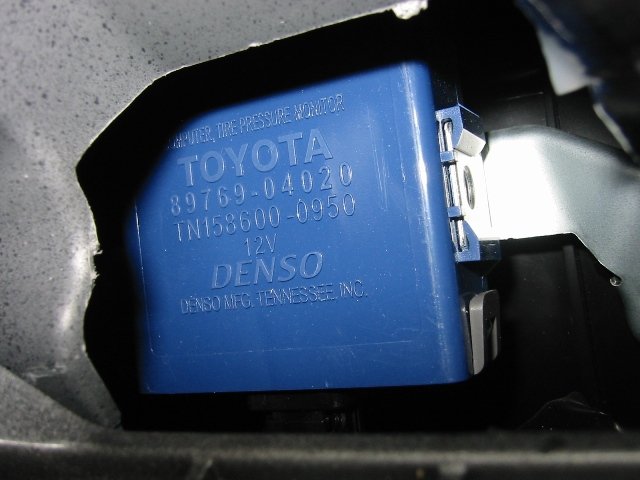 COMPUTER, TIRE PRESSURE MONITOR
TOYOTA
89769-04020
TN158600-0950
12V
DENSO
DENSO MFG. TENNESSEE, INC.